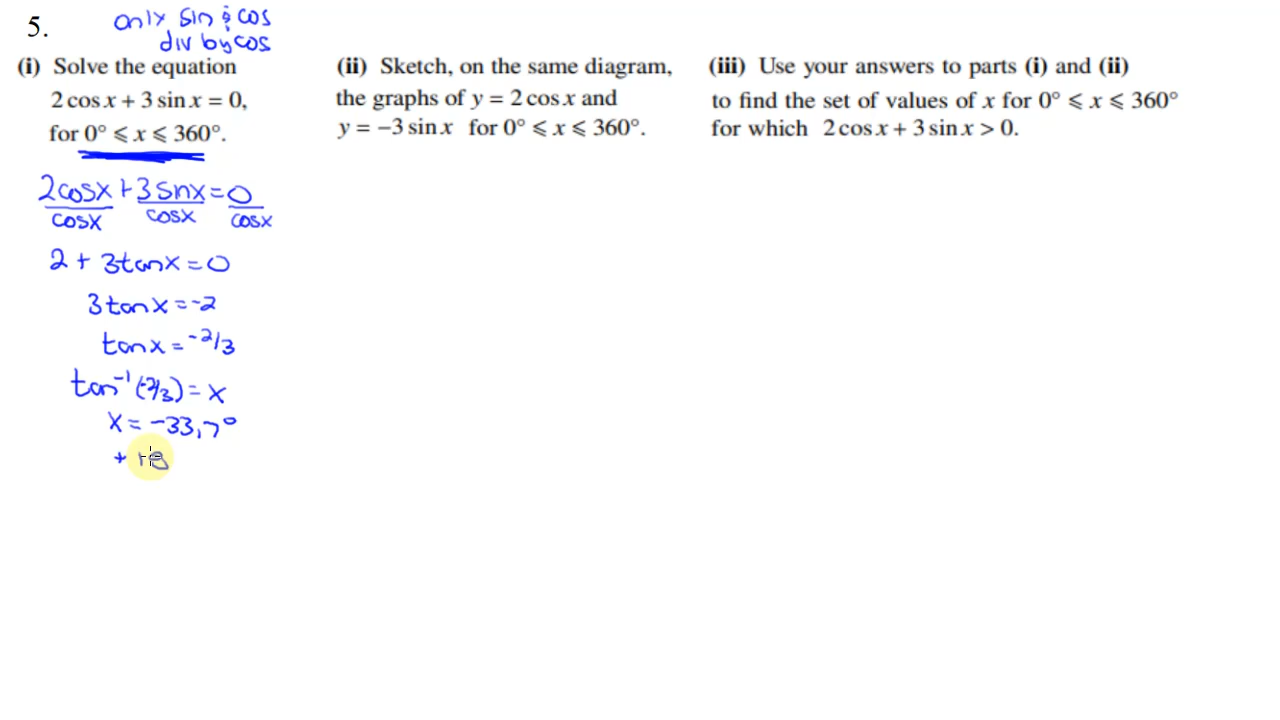 5.
only sin & cos
div by cos
(i) Solve the equation
2 cos x + 3 sin x = 0,
for 0° ⩽ x ⩽ 360°.
2cosx + 3sinx = 0
cosx cosx cosx
2 + 3tanx = 0
3tanx = -2
tanx = -2/3
tan⁻¹(-2/3) = x
x = -33,7°
+ 18
(ii) Sketch, on the same diagram,
the graphs of y = 2 cos x and
y = −3 sin x for 0° ⩽ x ⩽ 360°.
(iii) Use your answers to parts (i) and (ii)
to find the set of values of x for 0° ⩽ x ⩽ 360°
for which 2 cos x + 3 sin x > 0.